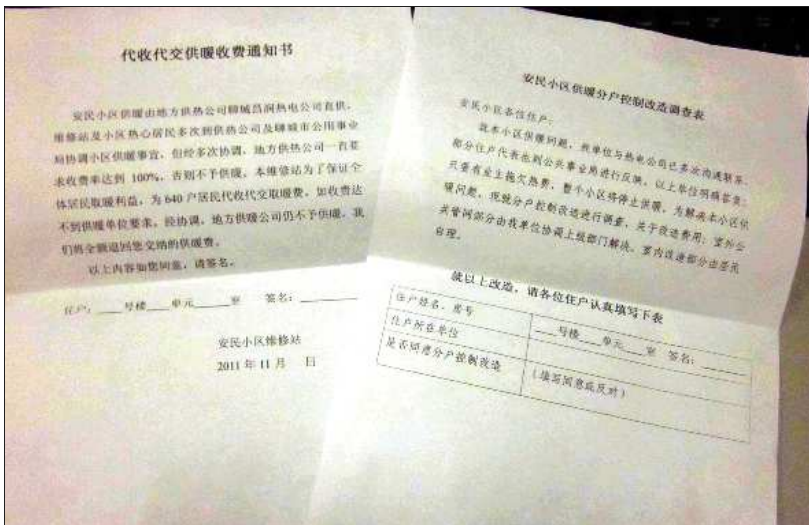 代收代交供暖收费通知书
安民小区供暖由地方供热公司聊城昌润热电公司直供，
维修站及小区热心居民多次到供热公司及聊城市公用事业
局协调小区供暖事宜，但经多次协调，地方供热公司一直要
求收费率达到 100%，否则不予供暖。本维修站为了保证全
体居民取暖利益，为 640 户居民代收代交取暖费，如收费达
不到供暖单位要求，经协调，地方供暖公司仍不予供暖，我
们将全额退回您交纳的供暖费。
以上内容如您同意，请签名。
住户：____号楼____单元____室 签名：________
安民小区维修站
2011 年 11 月 日
安民小区供暖分户控制改造调查表
安民小区各位住户：
就本小区供暖问题，我单位与热电公司已多次沟通联系，
部分住户代表也到公共事业局进行反映，以上单位明确答复：
只要有业主拖欠热费，整个小区将停止供暖，为解决本小区供
暖问题，现就分户控制改造进行调查，关于改造费用：室外公
共管网部分由我单位协调上级部门解决，室内改造部分由居民
自理。
就以上改造，请各位住户认真填写下表
住户姓名、房号 ____号楼____单元____室 签名：________
住户所在单位
是否同意分户控制改造 （填写同意或反对）